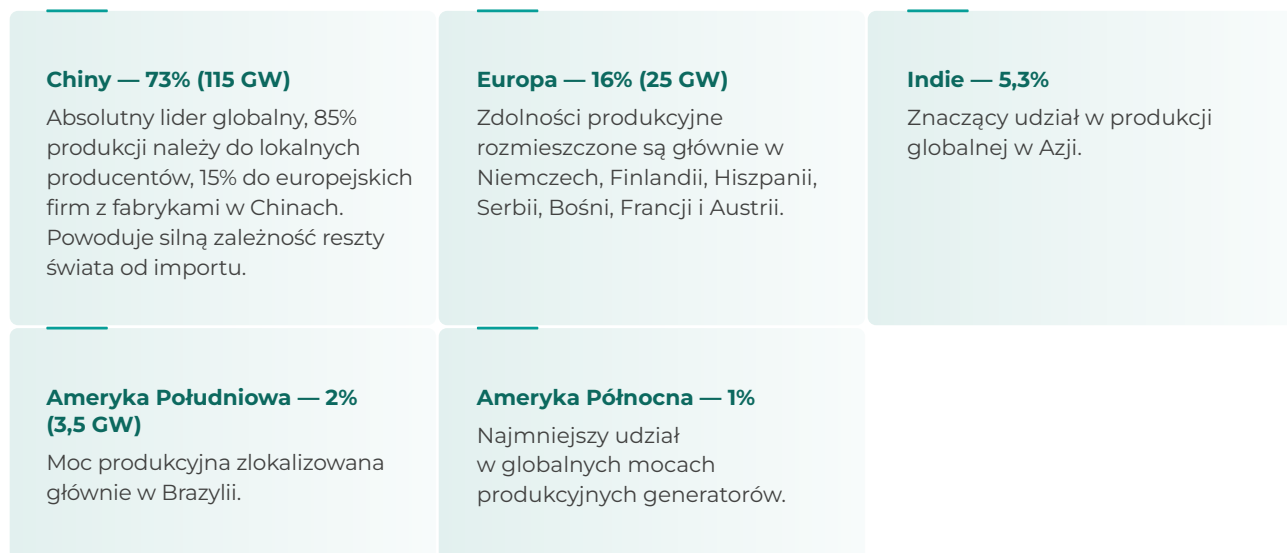 Chiny — 73% (115 GW)
Absolutny lider globalny, 85%
produkcji należy do lokalnych
producentów, 15% do europejskich
firm z fabrykami w Chinach.
Powoduje silną zależność reszty
świata od importu.
Europa — 16% (25 GW)
Zdolności produkcyjne
rozmieszczone są głównie w
Niemczech, Finlandii, Hiszpanii,
Serbii, Bośni, Francji i Austrii.
Indie — 5,3%
Znaczący udział w produkcji
globalnej w Azji.
Ameryka Południowa — 2%
(3,5 GW)
Moc produkcyjna zlokalizowana
głównie w Brazylii.
Ameryka Północna — 1%
Najmniejszy udział
w globalnych mocach
produkcyjnych generatorów.